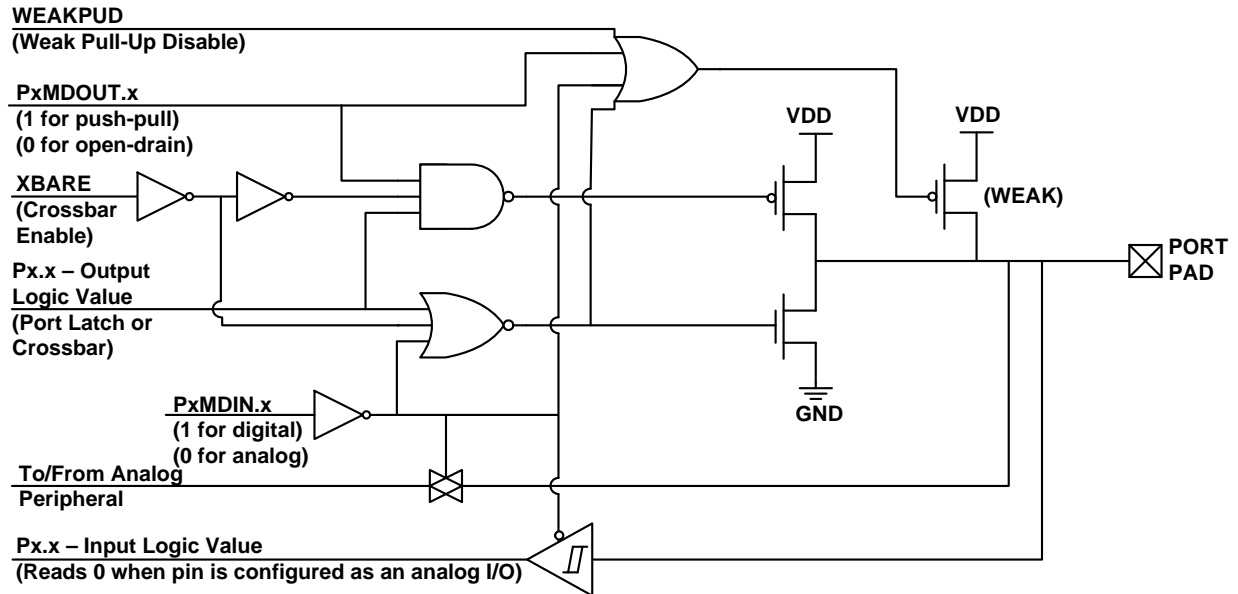 WEAKPUD
(Weak Pull-Up Disable)
PxMDOUT.x
(1 for push-pull)
(0 for open-drain)
XBARE
(Crossbar
Enable)
Px.x – Output
Logic Value
(Port Latch or
Crossbar)
PxMDIN.x
(1 for digital)
(0 for analog)
To/From Analog
Peripheral
Px.x – Input Logic Value
(Reads 0 when pin is configured as an analog I/O)
VDD
VDD
(WEAK)
PORT
PAD
GND